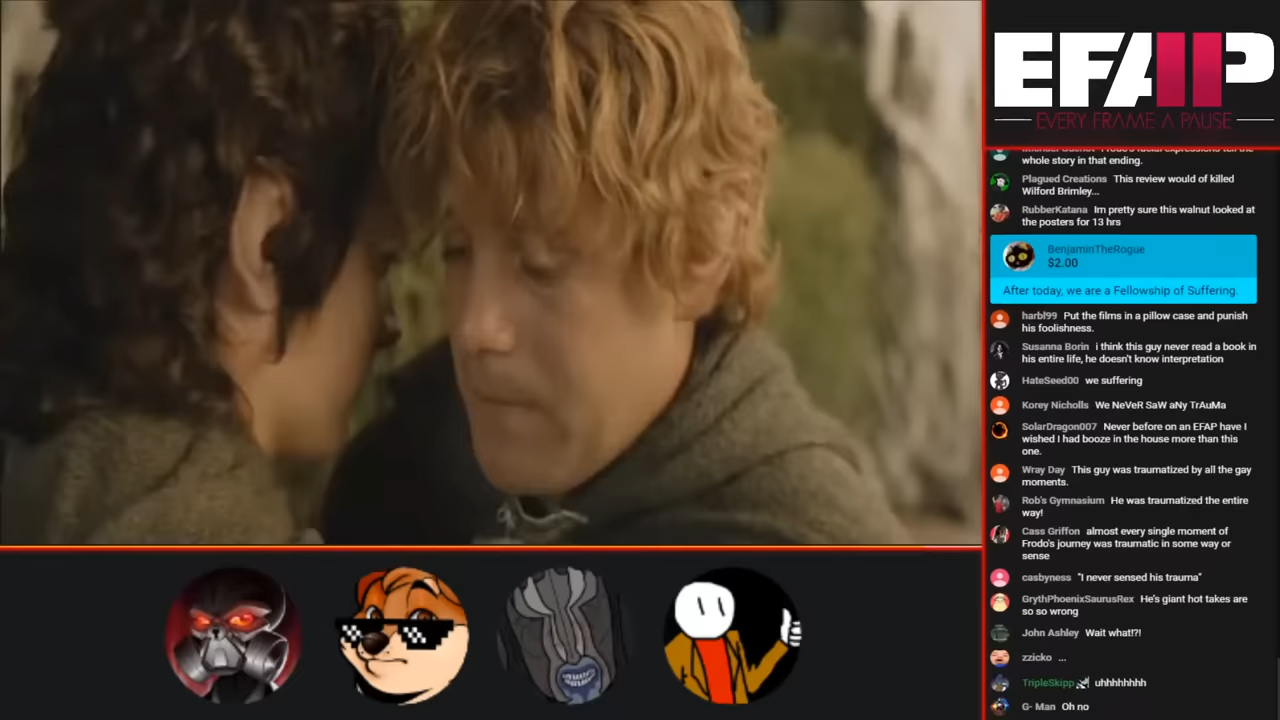 EFAP
EVERY FRAME A PAUSE
whole story in that ending.
Plagued Creations This review would of killed
Wilford Brimley...
RubberKatana Im pretty sure this walnut looked at
the posters for 13 hrs
BenjaminTheRogue
$2.00
After today, we are a Fellowship of Suffering.
harbl99 Put the films in a pillow case and punish
his foolishness.
Susanna Borin i think this guy never read a book in
his entire life, he doesn't know interpretation
HateSeed00 we suffering
Korey Nicholls We NeVeR SaW aNy TrAuMa
SolarDragon007 Never before on an EFAP have I
wished I had booze in the house more than this
one.
Wray Day This guy was traumatized by all the gay
moments.
Rob's Gymnasium He was traumatized the entire
way!
Cass Griffon almost every single moment of
Frodo's journey was traumatic in some way or
sense
casbyness "I never sensed his trauma"
GrythPhoenixSaurusRex He's giant hot takes are
so so wrong
John Ashley Wait what!?!
zzicko ...
TripleSkipp uhhhhhhhh
G- Man Oh no